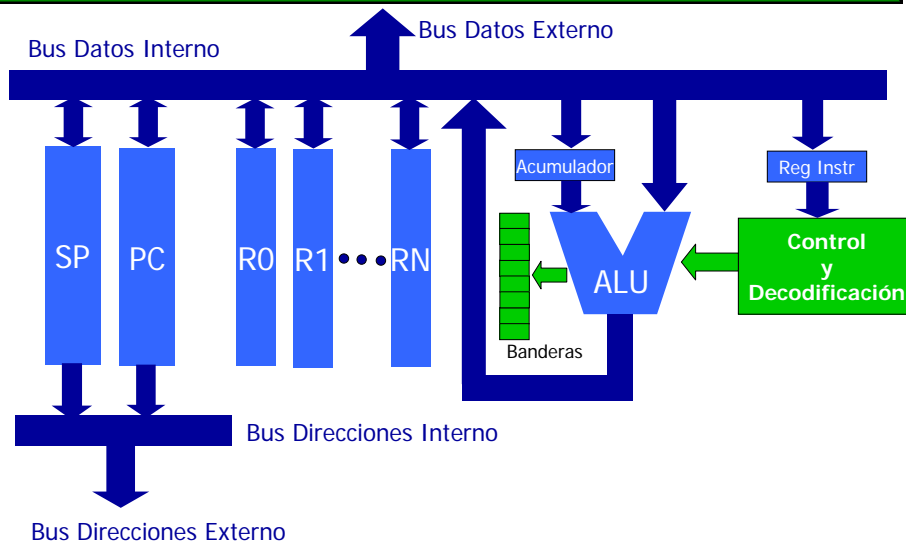 Bus Datos Externo
Bus Datos Interno
Acumulador
Reg Instr
SP
PC
R0
R1
RN
ALU
Control
y
Decodificación
Banderas
Bus Direcciones Interno
Bus Direcciones Externo